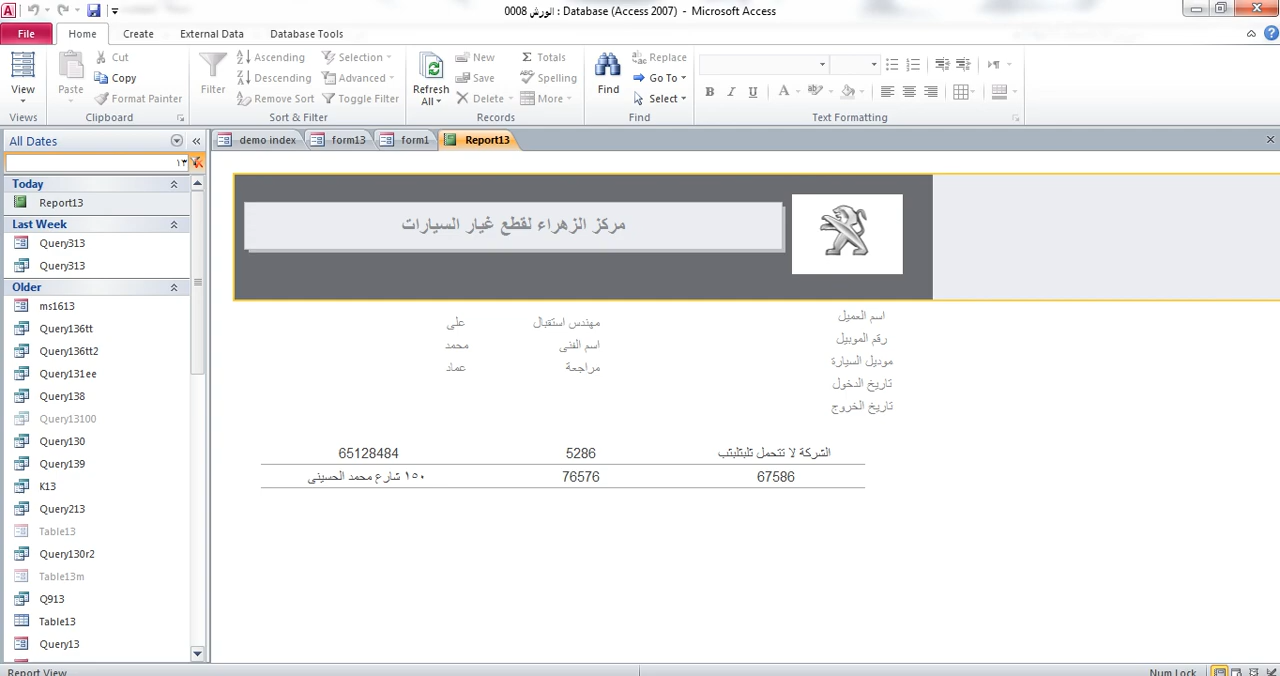 الورش 0008 : Database (Access 2007) - Microsoft Access
File Home Create External Data Database Tools
View Paste Cut Copy Format Painter
Filter Ascending Descending Remove Sort Selection Advanced Toggle Filter
Refresh All New Save Delete Totals Spelling More
Find Replace Go To Select
B I U A
Views Clipboard Sort & Filter Records Find Text Formatting
All Dates
١٣
demo index form13 form1 Report13
Today
Report13
Last Week
Query313
Query313
Older
ms1613
Query136tt
Query136tt2
Query131ee
Query138
Query13100
Query130
Query139
K13
Query213
Table13
Query130r2
Table13m
Q913
Table13
Query13
مركز الزهراء لقطع غيار السيارات
اسم العميل
رقم الموبيل
موديل السيارة
تاريخ الدخول
تاريخ الخروج
مهندس استقبال على
اسم الفنى محمد
مراجعة عماد
الشركة لا تتحمل تلبتلبتب 5286 65128484
67586 76576 ١٥٠ شارع محمد الحسينى
Report View Num Lock